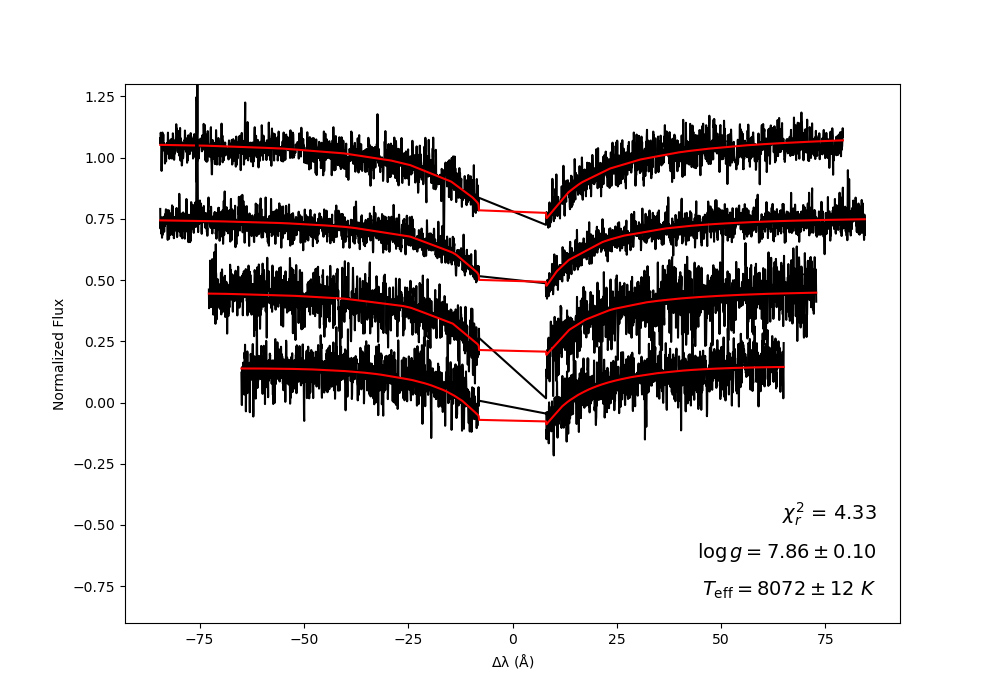 1.25
1.00
0.75
0.50
0.25
0.00
−0.25
−0.50
−0.75
Normalized Flux
χ²ᵣ = 4.33
log g = 7.86 ± 0.10
T_eff = 8072 ± 12 K
−75 −50 −25 0 25 50 75
Δλ (Å)